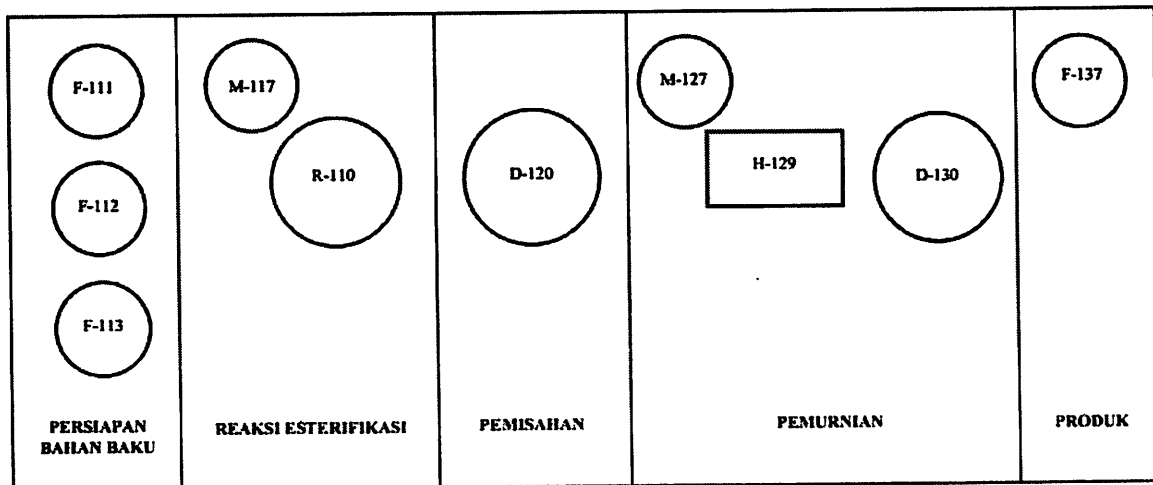 F-111
F-112
F-113
PERSIAPAN
BAHAN BAKU
M-117
R-110
REAKSI ESTERIFIKASI
D-120
PEMISAHAN
M-127
H-129
D-130
PEMURNIAN
F-137
PRODUK